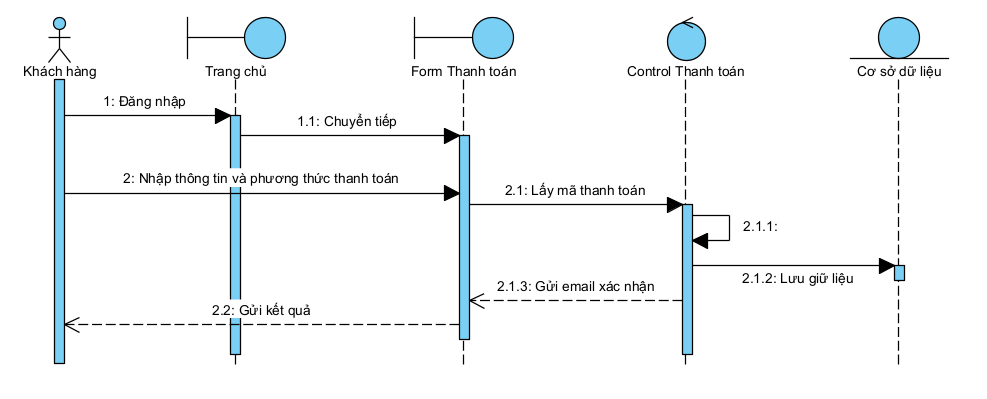 Khách hàng
Trang chủ
Form Thanh toán
Control Thanh toán
Cơ sở dữ liệu
1: Đăng nhập
1.1: Chuyển tiếp
2: Nhập thông tin và phương thức thanh toán
2.1: Lấy mã thanh toán
2.1.1:
2.1.2: Lưu giữ liệu
2.1.3: Gửi email xác nhận
2.2: Gửi kết quả